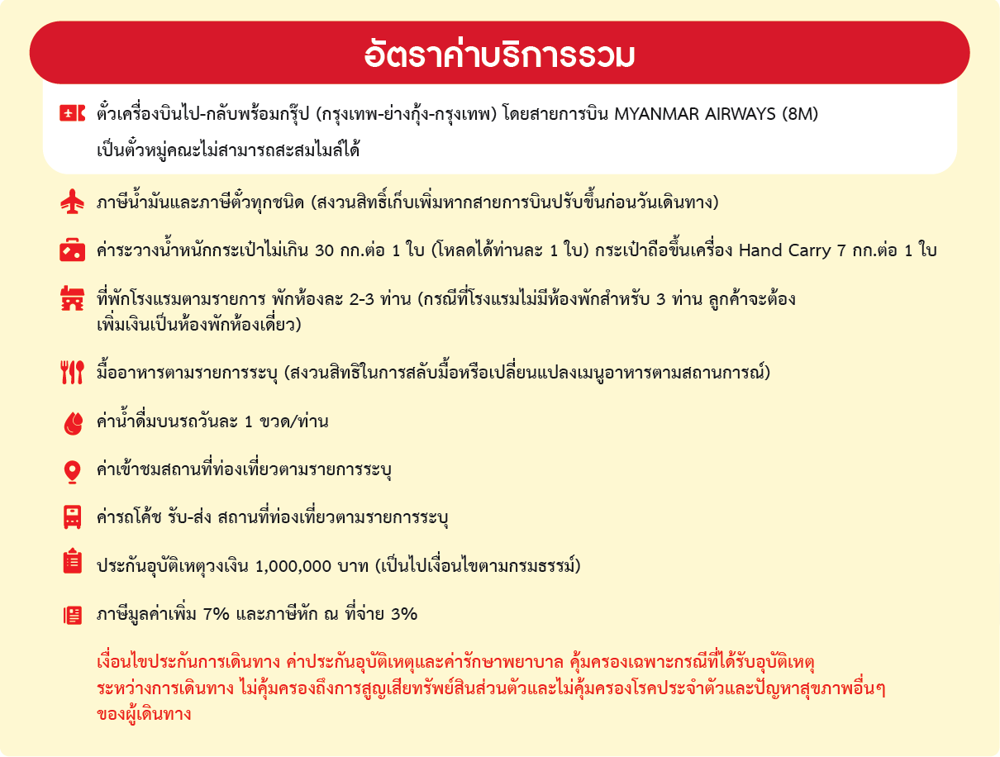 อัตราค่าบริการรวม
ตั๋วเครื่องบินไป-กลับพร้อมกรุ๊ป (กรุงเทพ-ย่างกุ้ง-กรุงเทพ) โดยสายการบิน MYANMAR AIRWAYS (8M)
เป็นตั๋วหมู่คณะไม่สามารถสะสมไมล์ได้
ภาษีน้ำมันและภาษีตั๋วทุกชนิด (สงวนสิทธิ์เก็บเพิ่มหากสายการบินปรับขึ้นก่อนวันเดินทาง)
ค่าระวางน้ำหนักกระเป๋าไม่เกิน 30 กก.ต่อ 1 ใบ (โหลดได้ท่านละ 1 ใบ) กระเป๋าถือขึ้นเครื่อง Hand Carry 7 กก.ต่อ 1 ใบ
ที่พักโรงแรมตามรายการ พักห้องละ 2-3 ท่าน (กรณีที่โรงแรมไม่มีห้องพักสำหรับ 3 ท่าน ลูกค้าจะต้อง
เพิ่มเงินเป็นห้องพักห้องเดี่ยว)
มื้ออาหารตามรายการระบุ (สงวนสิทธิในการสลับมื้อหรือเปลี่ยนแปลงเมนูอาหารตามสถานการณ์)
ค่าน้ำดื่มบนรถวันละ 1 ขวด/ท่าน
ค่าเข้าชมสถานที่ท่องเที่ยวตามรายการระบุ
ค่ารถโค้ช รับ-ส่ง สถานที่ท่องเที่ยวตามรายการระบุ
ประกันอุบัติเหตุวงเงิน 1,000,000 บาท (เป็นไปเงื่อนไขตามกรมธรรม์)
ภาษีมูลค่าเพิ่ม 7% และภาษีหัก ณ ที่จ่าย 3%
เงื่อนไขประกันการเดินทาง ค่าประกันอุบัติเหตุและค่ารักษาพยาบาล คุ้มครองเฉพาะกรณีที่ได้รับอุบัติเหตุ
ระหว่างการเดินทาง ไม่คุ้มครองถึงการสูญเสียทรัพย์สินส่วนตัวและไม่คุ้มครองโรคประจำตัวและปัญหาสุขภาพอื่นๆ
ของผู้เดินทาง